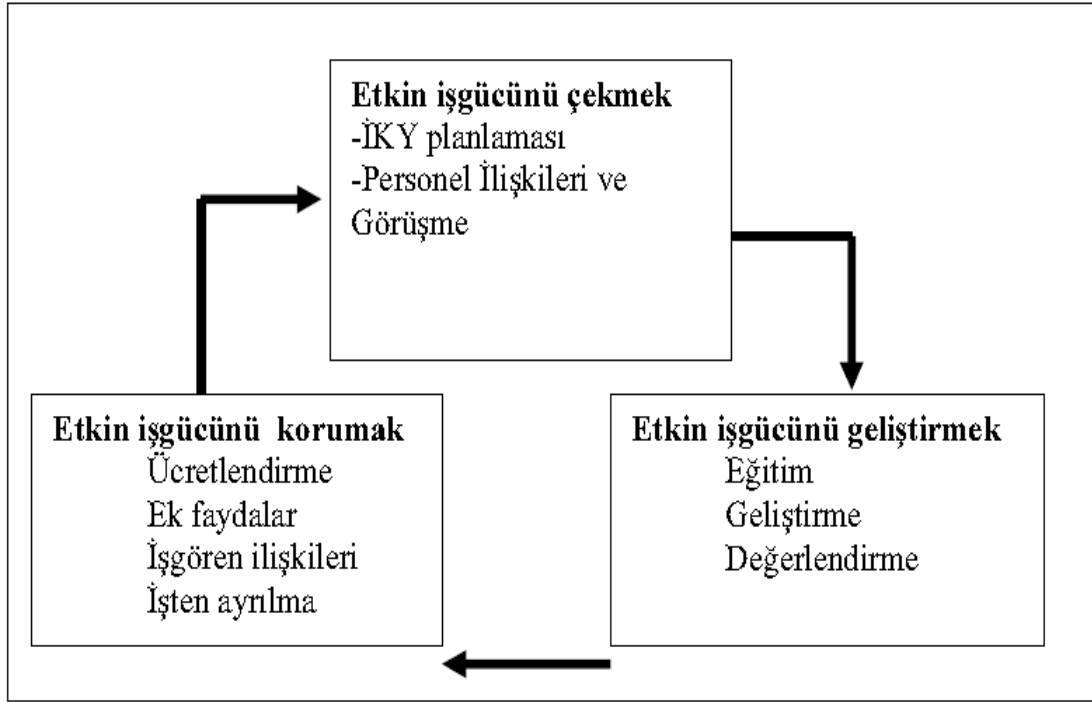 Etkin işgücünü çekmek
-İKY planlaması
-Personel İlişkileri ve
Görüşme
Etkin işgücünü korumak
Ücretlendirme
Ek faydalar
İşgören ilişkileri
İşten ayrılma
Etkin işgücünü geliştirmek
Eğitim
Geliştirme
Değerlendirme